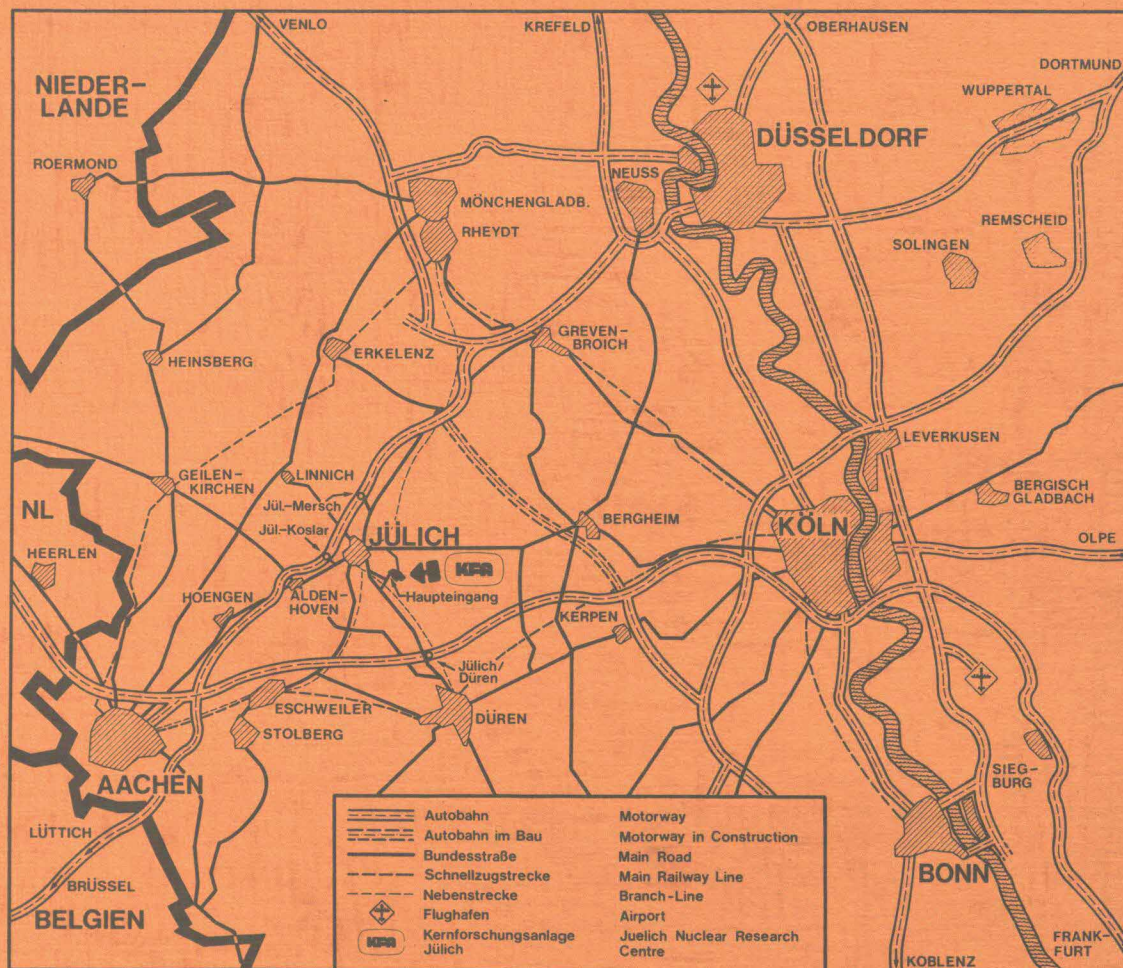 VENLO
KREFELD
OBERHAUSEN
DORTMUND
NIEDER-
LANDE
WUPPERTAL
DÜSSELDORF
ROERMOND
NEUSS
MÖNCHENGLADB.
RHEYDT
REMSCHEID
SOLINGEN
GREVEN-
BROICH
HEINSBERG
ERKELENZ
LEVERKUSEN
GEILEN-
KIRCHEN
LINNICH
BERGISCH
GLADBACH
Jül.-Mersch
NL
Jül.-Koslar
JÜLICH
BERGHEIM
KÖLN
OLPE
HEERLEN
KFA
Haupteingang
HOENGEN
ALDEN-
HOVEN
KERPEN
Jülich/
Düren
ESCHWEILER
DÜREN
STOLBERG
AACHEN
SIEG-
BURG
LÜTTICH
BRÜSSEL
BELGIEN
BONN
FRANK-
FURT
KOBLENZ
Autobahn Motorway
Autobahn im Bau Motorway in Construction
Bundesstraße Main Road
Schnellzugstrecke Main Railway Line
Nebenstrecke Branch-Line
Flughafen Airport
KFA Kernforschungsanlage Juelich Nuclear Research
Jülich Centre